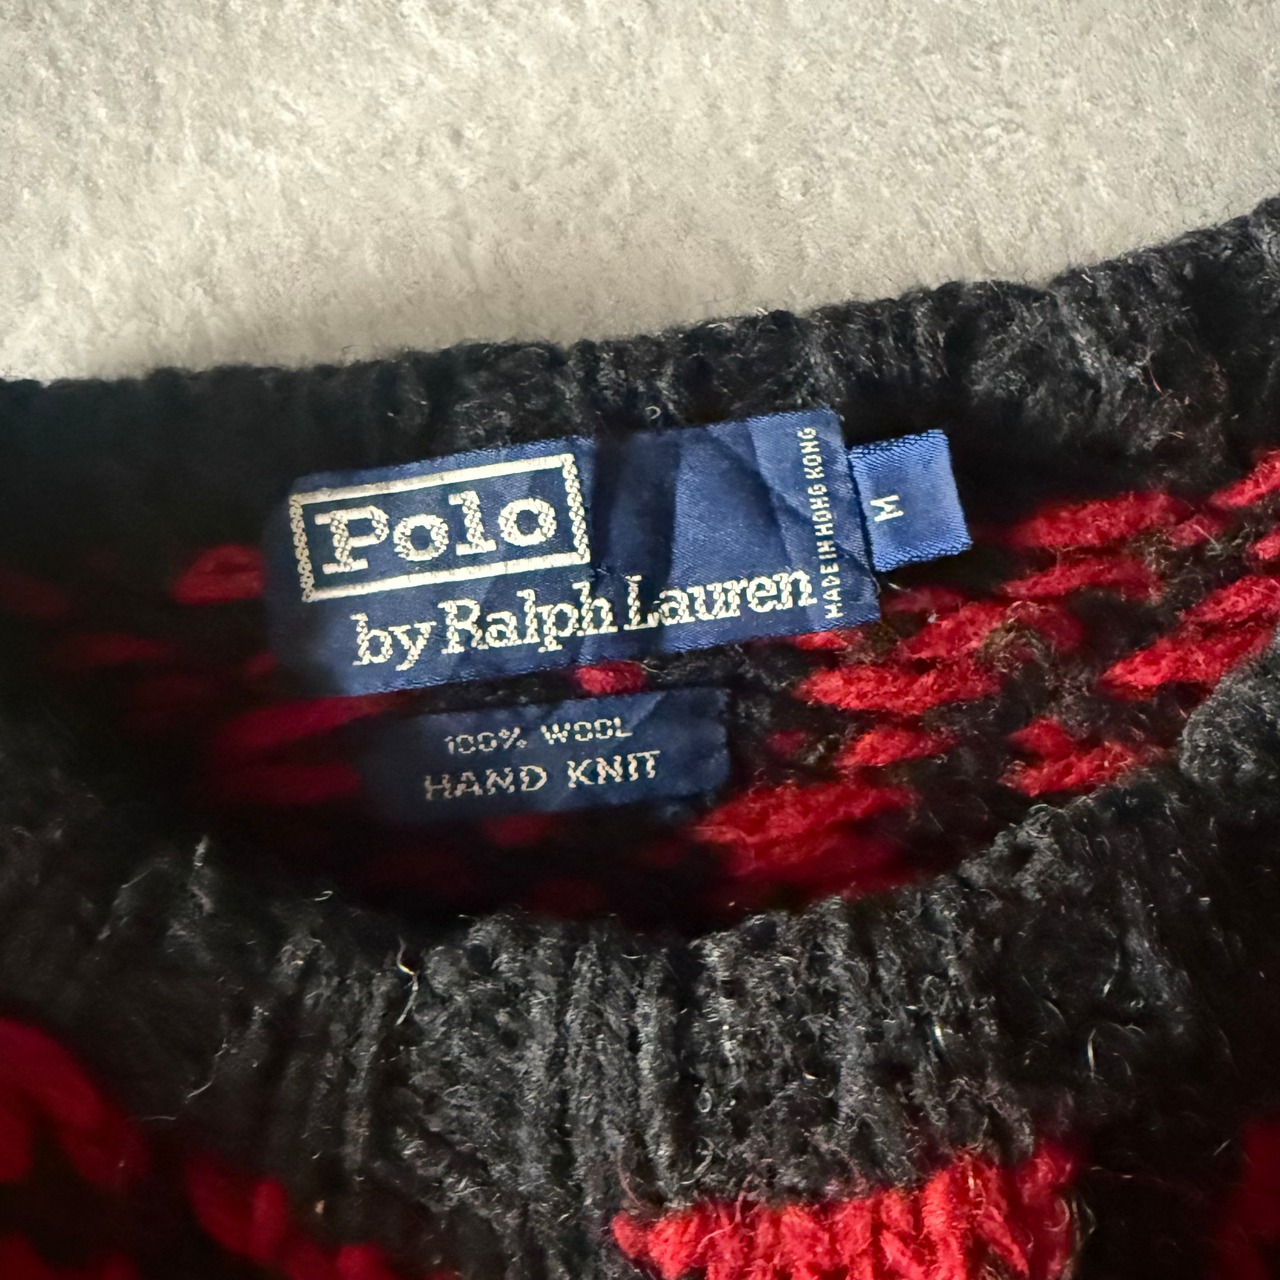 Polo
by Ralph Lauren
MADE IN HONG KONG
M
100% WOOL
HAND KNIT